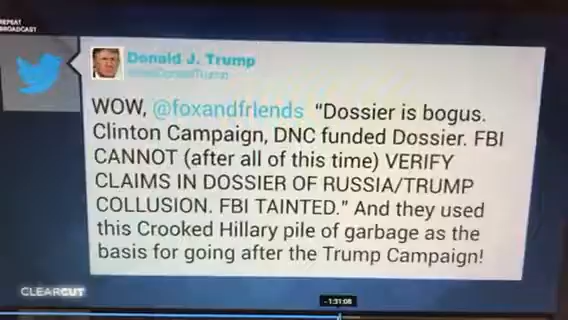 REPEAT
BROADCAST
Donald J. Trump
@realDonaldTrump
WOW, @foxandfriends "Dossier is bogus.
Clinton Campaign, DNC funded Dossier. FBI
CANNOT (after all of this time) VERIFY
CLAIMS IN DOSSIER OF RUSSIA/TRUMP
COLLUSION. FBI TAINTED." And they used
this Crooked Hillary pile of garbage as the
basis for going after the Trump Campaign!
CLEARCUT
-1:31:08